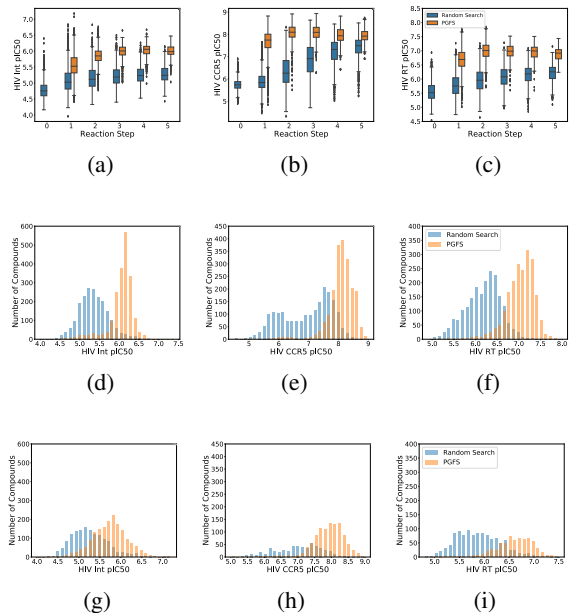 HIV Int pIC50
7.0
6.5
6.0
5.5
5.0
4.5
4.0
0 1 2 3 4 5
Reaction Step
(a)
HIV CCR5 pIC50
9
8
7
6
5
0 1 2 3 4 5
Reaction Step
(b)
HIV RT pIC50
8.0
7.5
7.0
6.5
6.0
5.5
5.0
4.5
Random Search
PGFS
0 1 2 3 4 5
Reaction Step
(c)
Number of Compounds
600
500
400
300
200
100
0
4.0 4.5 5.0 5.5 6.0 6.5 7.0 7.5
HIV Int pIC50
(d)
Number of Compounds
450
400
350
300
250
200
150
100
50
0
5 6 7 8 9
HIV CCR5 pIC50
(e)
Number of Compounds
400
350
300
250
200
150
100
50
0
Random Search
PGFS
5.0 5.5 6.0 6.5 7.0 7.5 8.0
HIV RT pIC50
(f)
Number of Compounds
600
500
400
300
200
100
0
4.0 4.5 5.0 5.5 6.0 6.5 7.0
HIV Int pIC50
(g)
Number of Compounds
450
400
350
300
250
200
150
100
50
0
5.0 5.5 6.0 6.5 7.0 7.5 8.0 8.5 9.0
HIV CCR5 pIC50
(h)
Number of Compounds
400
350
300
250
200
150
100
50
0
Random Search
PGFS
4.5 5.0 5.5 6.0 6.5 7.0 7.5
HIV RT pIC50
(i)